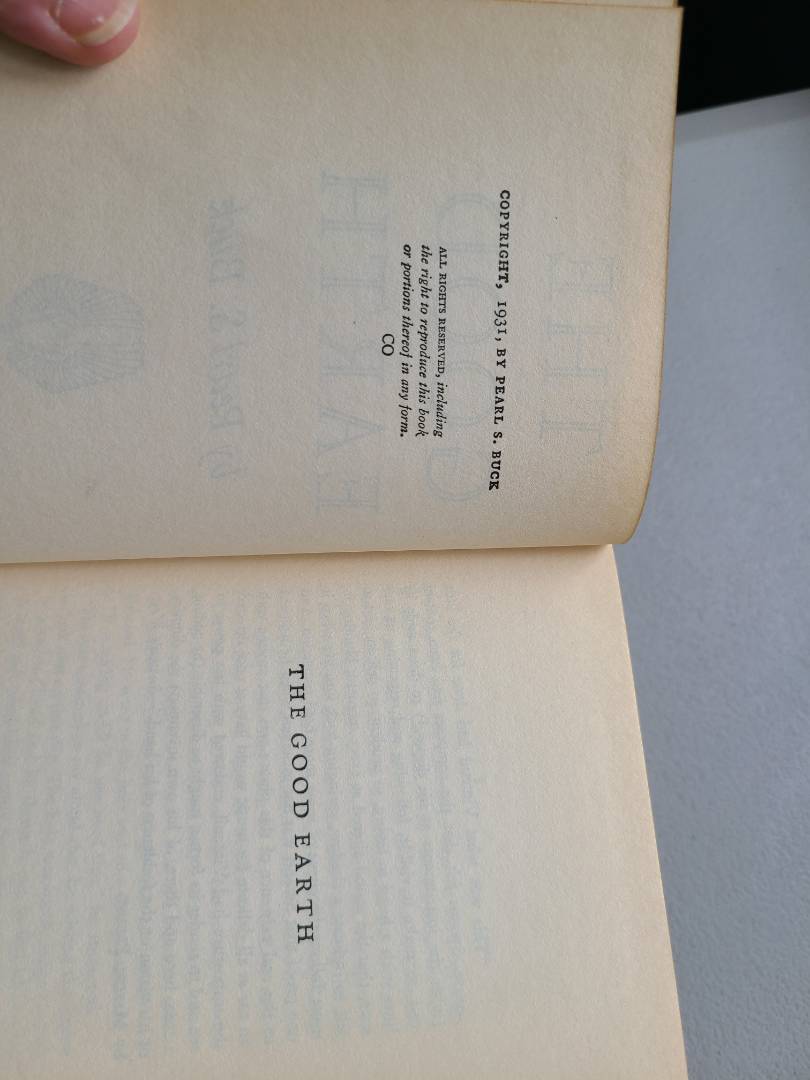 COPYRIGHT, 1931, BY PEARL S. BUCK
ALL RIGHTS RESERVED, including
the right to reproduce this book
or portions thereof in any form.
CO
THE GOOD EARTH